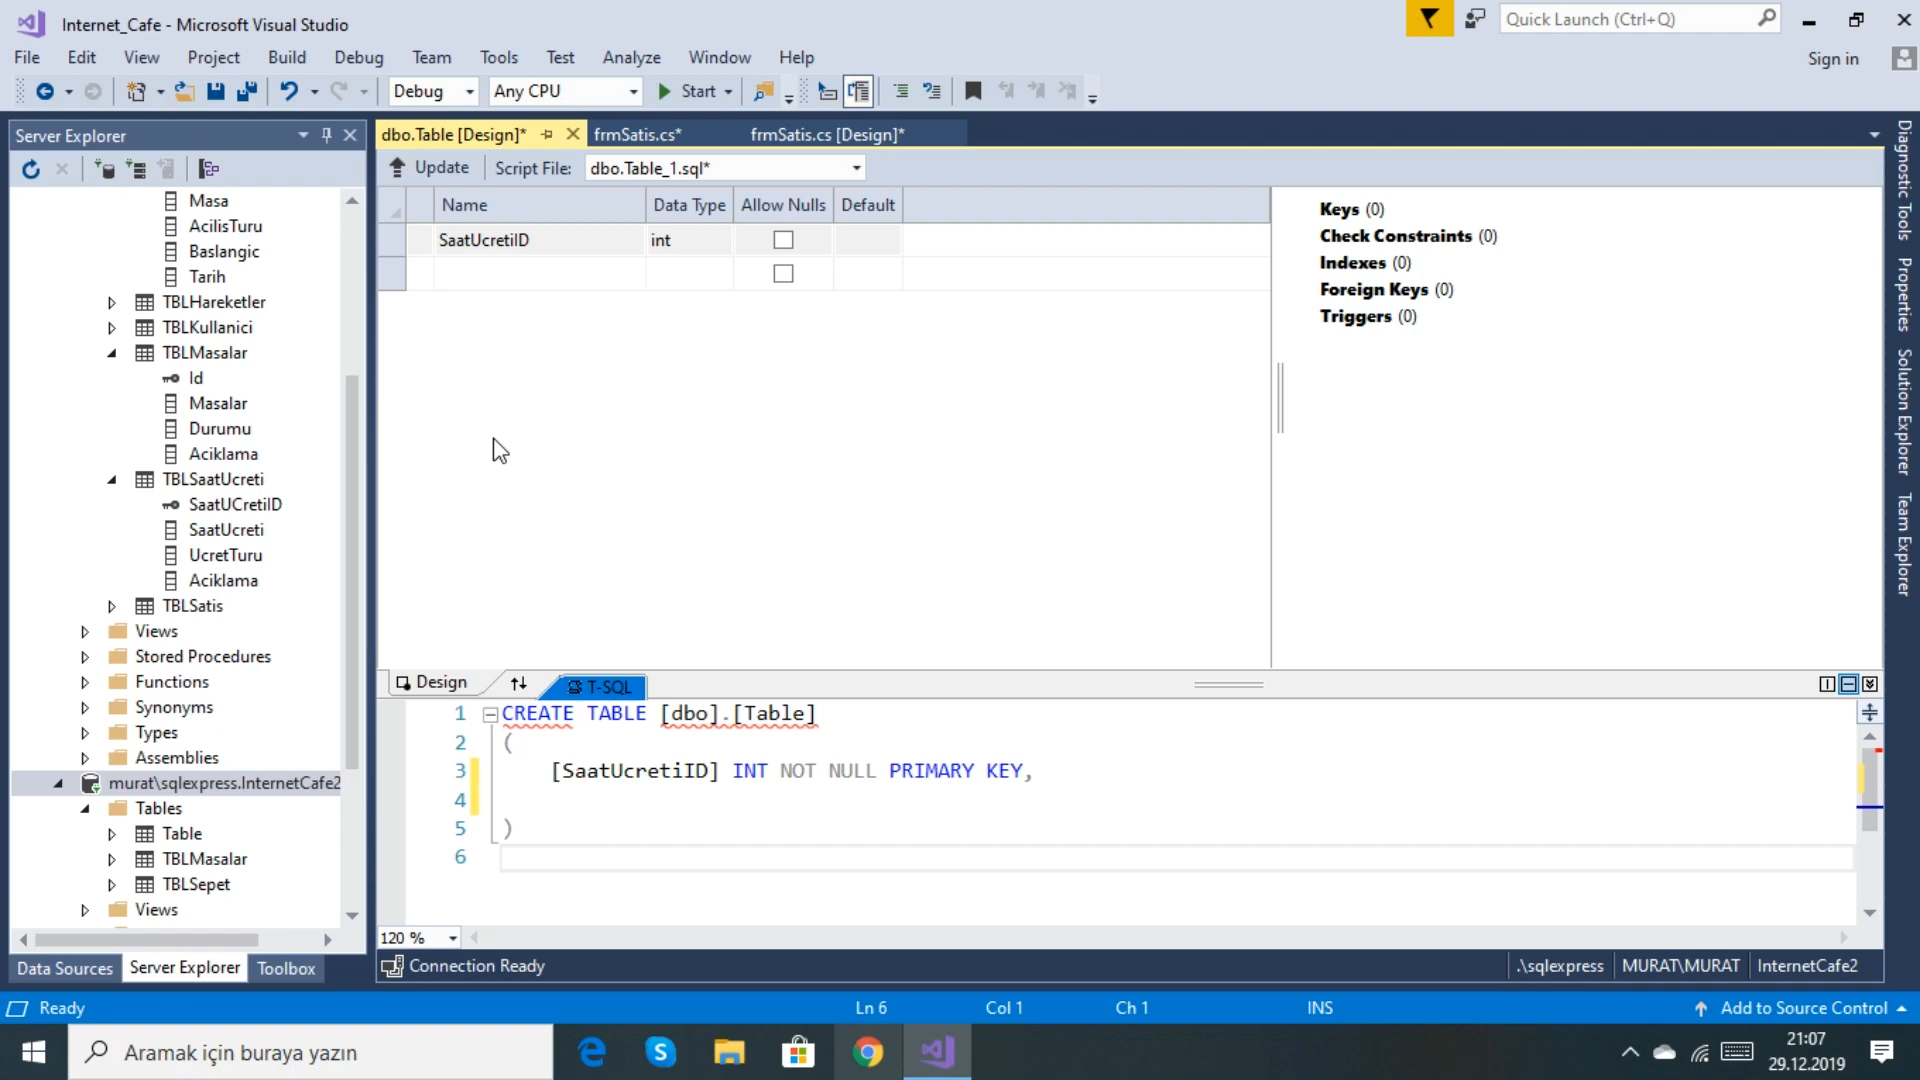 Internet_Cafe - Microsoft Visual Studio
Quick Launch (Ctrl+Q)
File Edit View Project Build Debug Team Tools Test Analyze Window Help
Sign in
Debug Any CPU Start
Server Explorer
dbo.Table [Design]* frmSatis.cs* frmSatis.cs [Design]*
Update Script File: dbo.Table_1.sql*
Name Data Type Allow Nulls Default
SaatUcretiID int
Keys (0)
Check Constraints (0)
Indexes (0)
Foreign Keys (0)
Triggers (0)
Masa
AcilisTuru
Baslangic
Tarih
TBLHareketler
TBLKullanici
TBLMasalar
Id
Masalar
Durumu
Aciklama
TBLSaatUcreti
SaatUCretiID
SaatUcreti
UcretTuru
Aciklama
TBLSatis
Views
Stored Procedures
Functions
Synonyms
Types
Assemblies
murat\sqlexpress.InternetCafe2
Tables
Table
TBLMasalar
TBLSepet
Views
Data Sources Server Explorer Toolbox
Design T-SQL
1 CREATE TABLE [dbo].[Table]
2 (
3 [SaatUcretiID] INT NOT NULL PRIMARY KEY,
4
5 )
6
120 %
Connection Ready .\sqlexpress MURAT\MURAT InternetCafe2
Diagnostic Tools
Properties
Solution Explorer
Team Explorer
Ready Ln 6 Col 1 Ch 1 INS Add to Source Control
Aramak için buraya yazın
21:07
29.12.2019